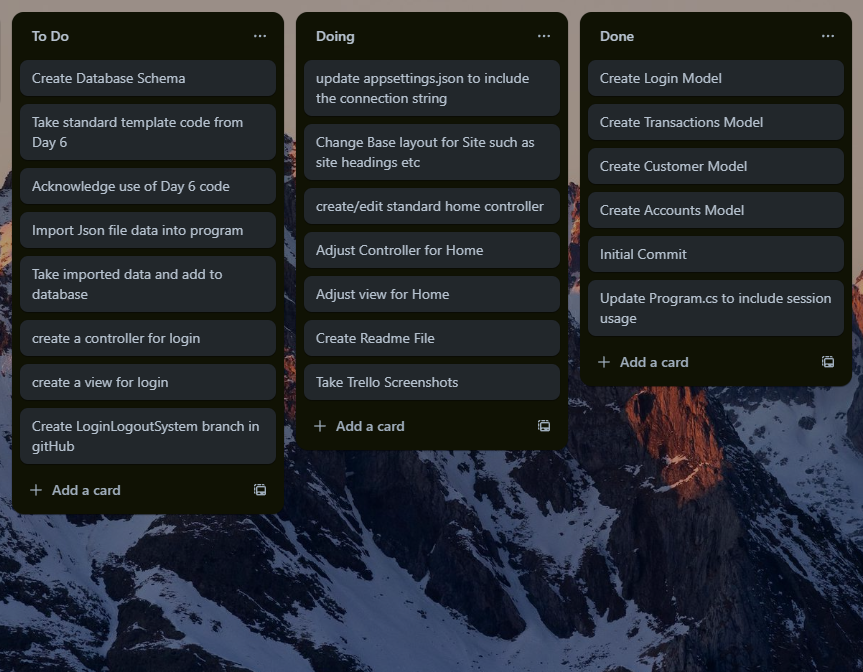 To Do
Create Database Schema
Take standard template code from
Day 6
Acknowledge use of Day 6 code
Import Json file data into program
Take imported data and add to
database
create a controller for login
create a view for login
Create LoginLogoutSystem branch in
gitHub
Add a card
Doing
update appsettings.json to include
the connection string
Change Base layout for Site such as
site headings etc
create/edit standard home controller
Adjust Controller for Home
Adjust view for Home
Create Readme File
Take Trello Screenshots
Add a card
Done
Create Login Model
Create Transactions Model
Create Customer Model
Create Accounts Model
Initial Commit
Update Program.cs to include session
usage
Add a card